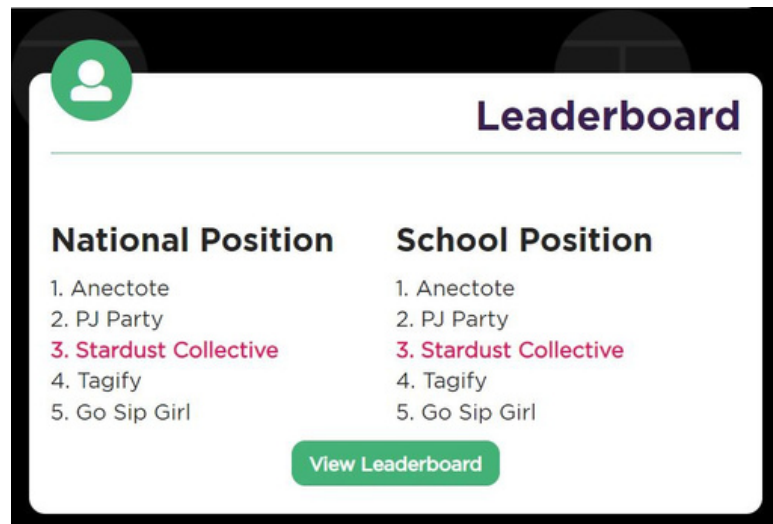 Leaderboard
National Position
1. Anectote
2. PJ Party
3. Stardust Collective
4. Tagify
5. Go Sip Girl
School Position
1. Anectote
2. PJ Party
3. Stardust Collective
4. Tagify
5. Go Sip Girl
View Leaderboard